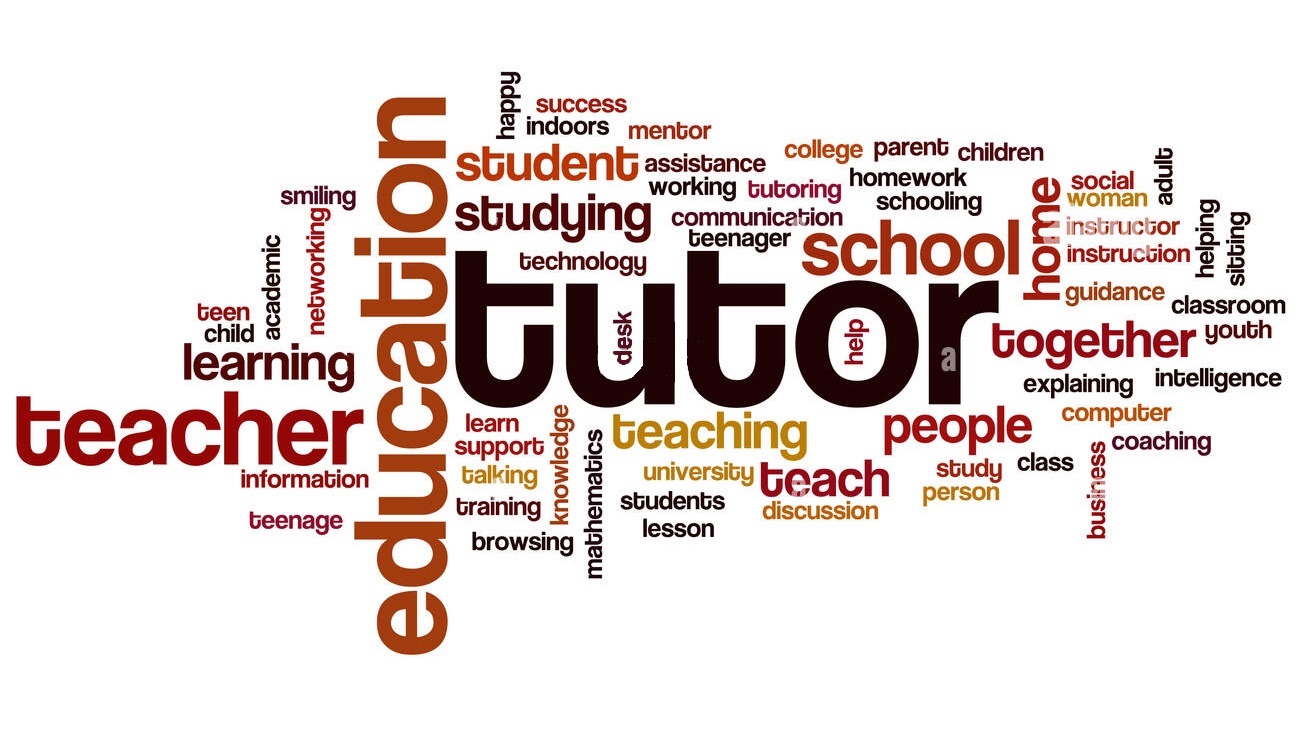 happy
success
indoors
mentor
student
assistance
college
parent
children
working
tutoring
homework
social
adult
woman
smiling
studying
communication
schooling
teenager
school
home
instructor
instruction
helping
sitting
networking
academic
education
technology
tutor
desk
help
a
guidance
classroom
teen
child
together
youth
learning
explaining
intelligence
teacher
learn
support
knowledge
mathematics
teaching
people
computer
coaching
information
talking
university
teach
study
class
person
business
training
students
discussion
teenage
lesson
browsing